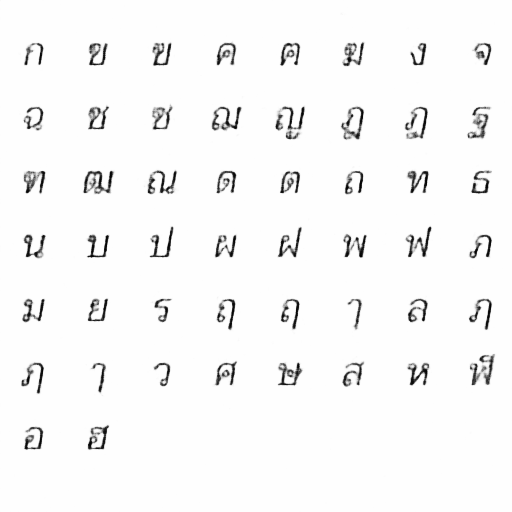 ก ข ฃ ค ฅ ฆ ง จ
ฉ ช ซ ฌ ญ ฎ ฏ ฐ
ฑ ฒ ณ ด ต ถ ท ธ
น บ ป ผ ฝ พ ฟ ภ
ม ย ร ฤ ฤ ๅ ล ฦ
ฦ ๅ ว ศ ษ ส ห ฬ
อ ฮ